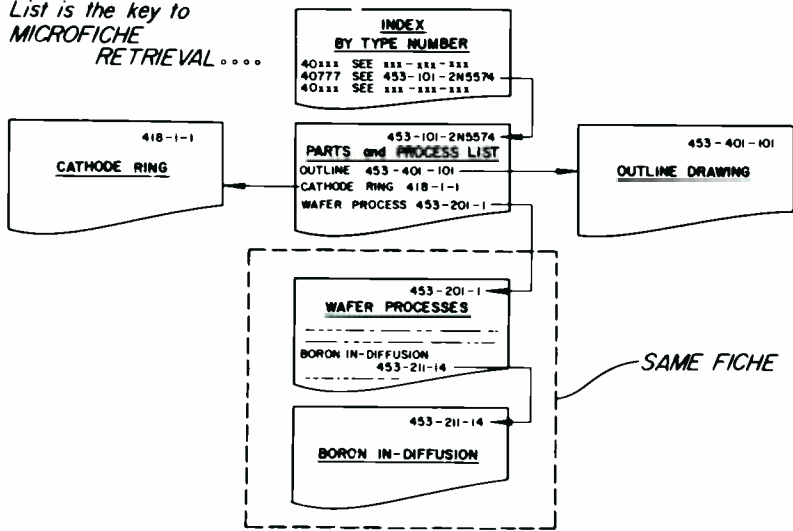 List is the key to
MICROFICHE
RETRIEVAL....
INDEX
BY TYPE NUMBER
40xxx SEE xxx-xxx-xxx
40777 SEE 453-101-2N5574
40xxx SEE xxx-xxx-xxx
418-1-1
CATHODE RING
453-101-2N5574
PARTS and PROCESS LIST
OUTLINE 453-401-101
CATHODE RING 418-1-1
WAFER PROCESS 453-201-1
453-401-101
OUTLINE DRAWING
453-201-1
WAFER PROCESSES
BORON IN-DIFFUSION
453-211-14
SAME FICHE
453-211-14
BORON IN-DIFFUSION